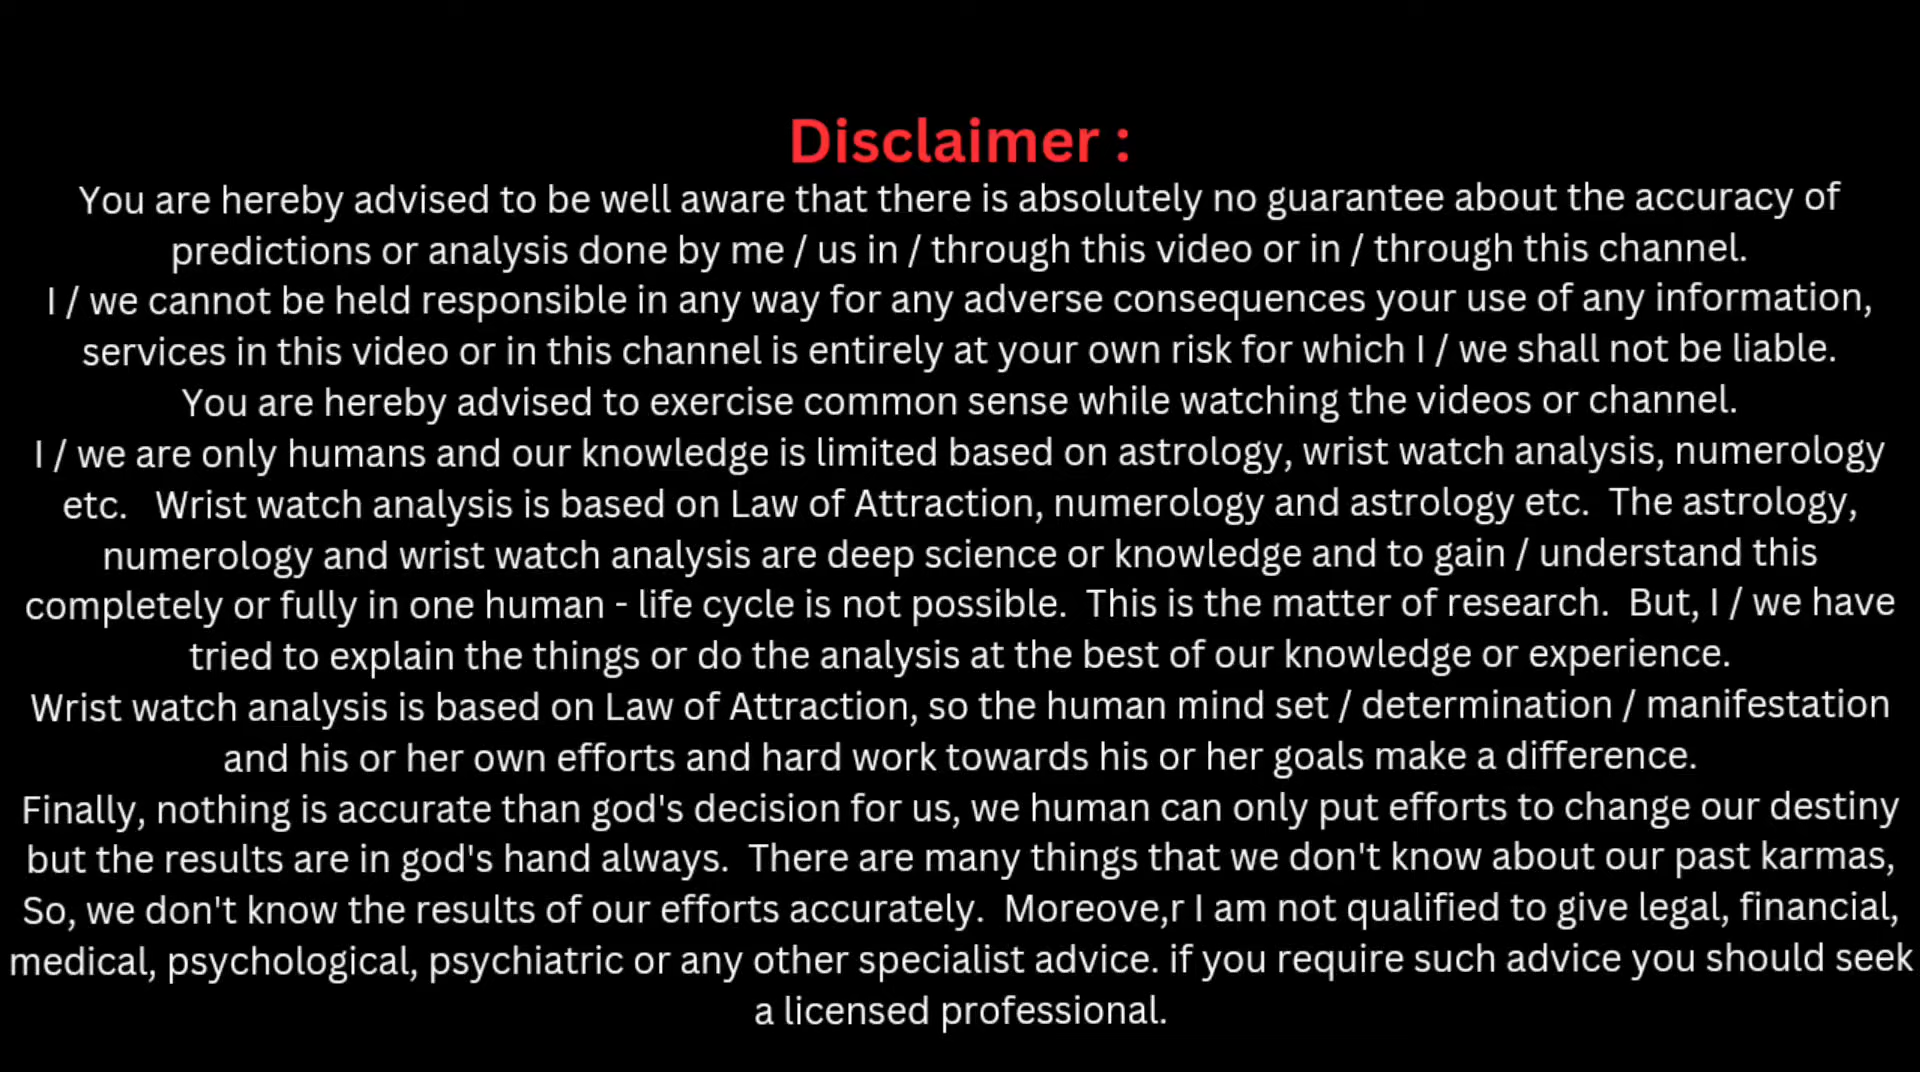 Disclaimer :
You are hereby advised to be well aware that there is absolutely no guarantee about the accuracy of
predictions or analysis done by me / us in / through this video or in / through this channel.
I / we cannot be held responsible in any way for any adverse consequences your use of any information,
services in this video or in this channel is entirely at your own risk for which I / we shall not be liable.
You are hereby advised to exercise common sense while watching the videos or channel.
I / we are only humans and our knowledge is limited based on astrology, wrist watch analysis, numerology
etc.   Wrist watch analysis is based on Law of Attraction, numerology and astrology etc.  The astrology,
numerology and wrist watch analysis are deep science or knowledge and to gain / understand this
completely or fully in one human - life cycle is not possible.  This is the matter of research.  But, I / we have
tried to explain the things or do the analysis at the best of our knowledge or experience.
Wrist watch analysis is based on Law of Attraction, so the human mind set / determination / manifestation
and his or her own efforts and hard work towards his or her goals make a difference.
Finally, nothing is accurate than god's decision for us, we human can only put efforts to change our destiny
but the results are in god's hand always.  There are many things that we don't know about our past karmas,
So, we don't know the results of our efforts accurately.  Moreove,r I am not qualified to give legal, financial,
medical, psychological, psychiatric or any other specialist advice. if you require such advice you should seek
a licensed professional.